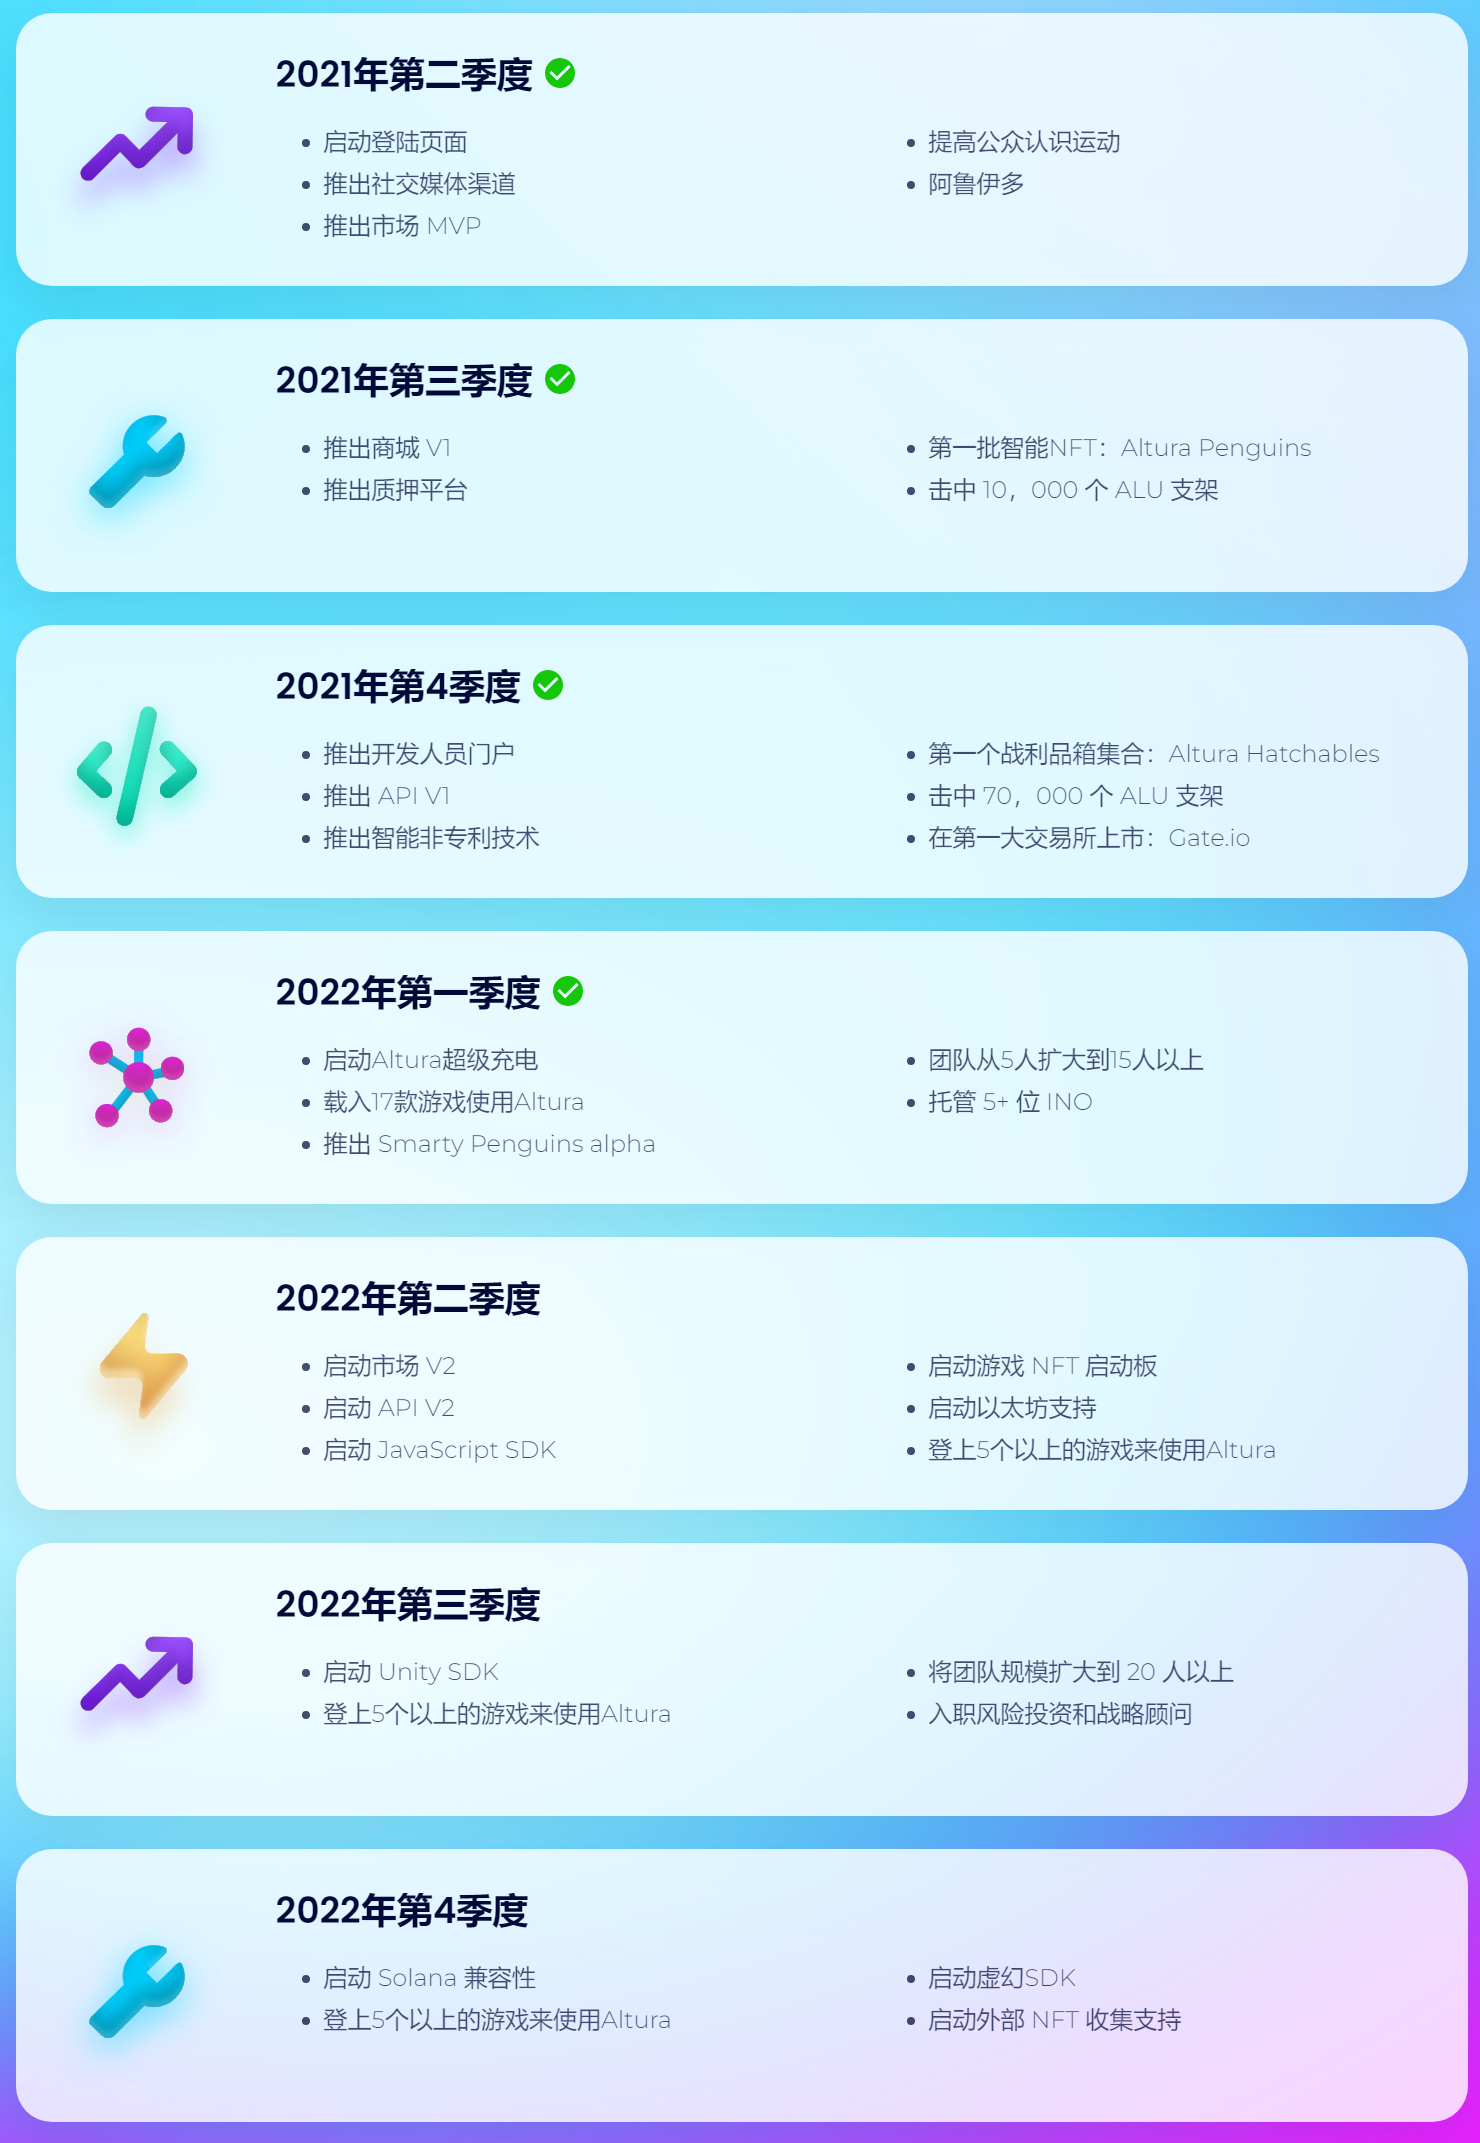 2021年第二季度
启动登陆页面
推出社交媒体渠道
推出市场 MVP
提高公众认识运动
阿鲁伊多
2021年第三季度
推出商城 V1
推出质押平台
第一批智能NFT：Altura Penguins
击中 10，000 个 ALU 支架
2021年第4季度
推出开发人员门户
推出 API V1
推出智能非专利技术
第一个战利品箱集合：Altura Hatchables
击中 70，000 个 ALU 支架
在第一大交易所上市：Gate.io
2022年第一季度
启动Altura超级充电
载入17款游戏使用Altura
推出 Smarty Penguins alpha
团队从5人扩大到15人以上
托管 5+ 位 INO
2022年第二季度
启动市场 V2
启动 API V2
启动 JavaScript SDK
启动游戏 NFT 启动板
启动以太坊支持
登上5个以上的游戏来使用Altura
2022年第三季度
启动 Unity SDK
登上5个以上的游戏来使用Altura
将团队规模扩大到 20 人以上
入职风险投资和战略顾问
2022年第4季度
启动 Solana 兼容性
登上5个以上的游戏来使用Altura
启动虚幻SDK
启动外部 NFT 收集支持